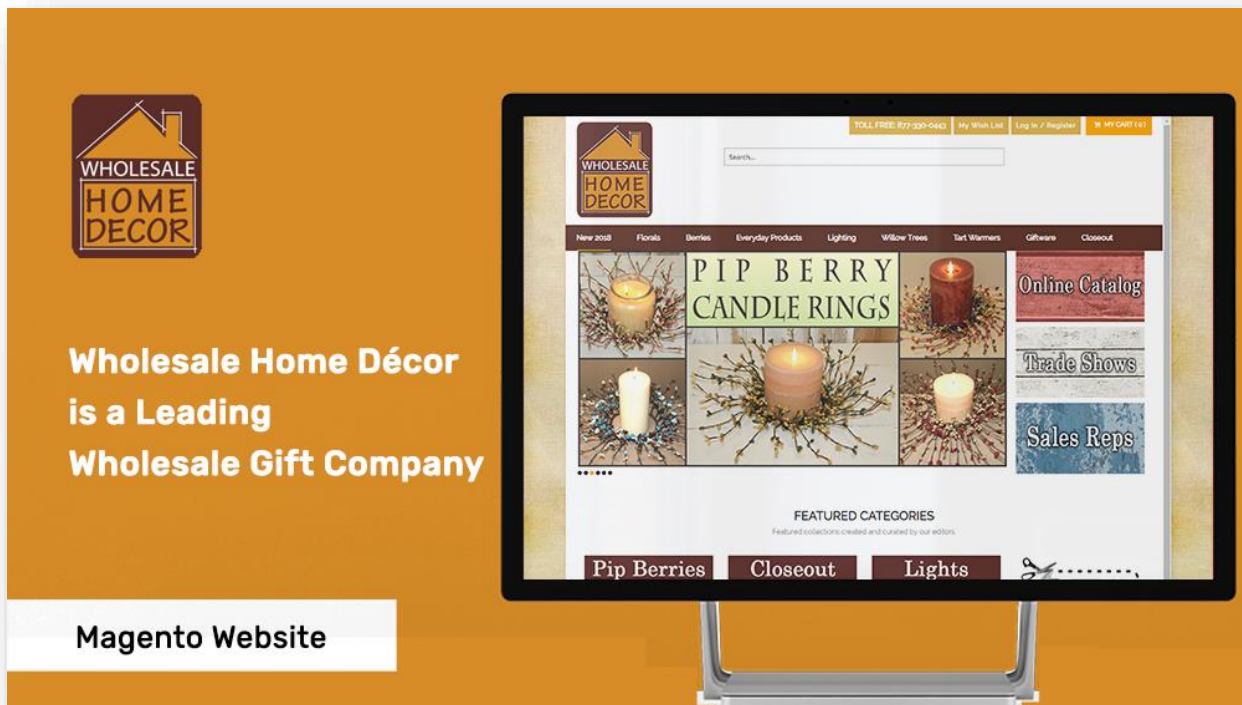 WHOLESALE
HOME
DECOR
Wholesale Home Décor
is a Leading
Wholesale Gift Company
Magento Website
TOLL FREE: 877-330-0443
My Wish List
Log In / Register
MY CART ( 0 )
WHOLESALE
HOME
DECOR
Search...
New 2018
Florals
Berries
Everyday Products
Lighting
Willow Trees
Tart Warmers
Giftware
Closeout
PIP BERRY
CANDLE RINGS
Online Catalog
Trade Shows
Sales Reps
FEATURED CATEGORIES
Featured collections created and curated by our editors.
Pip Berries
Closeout
Lights